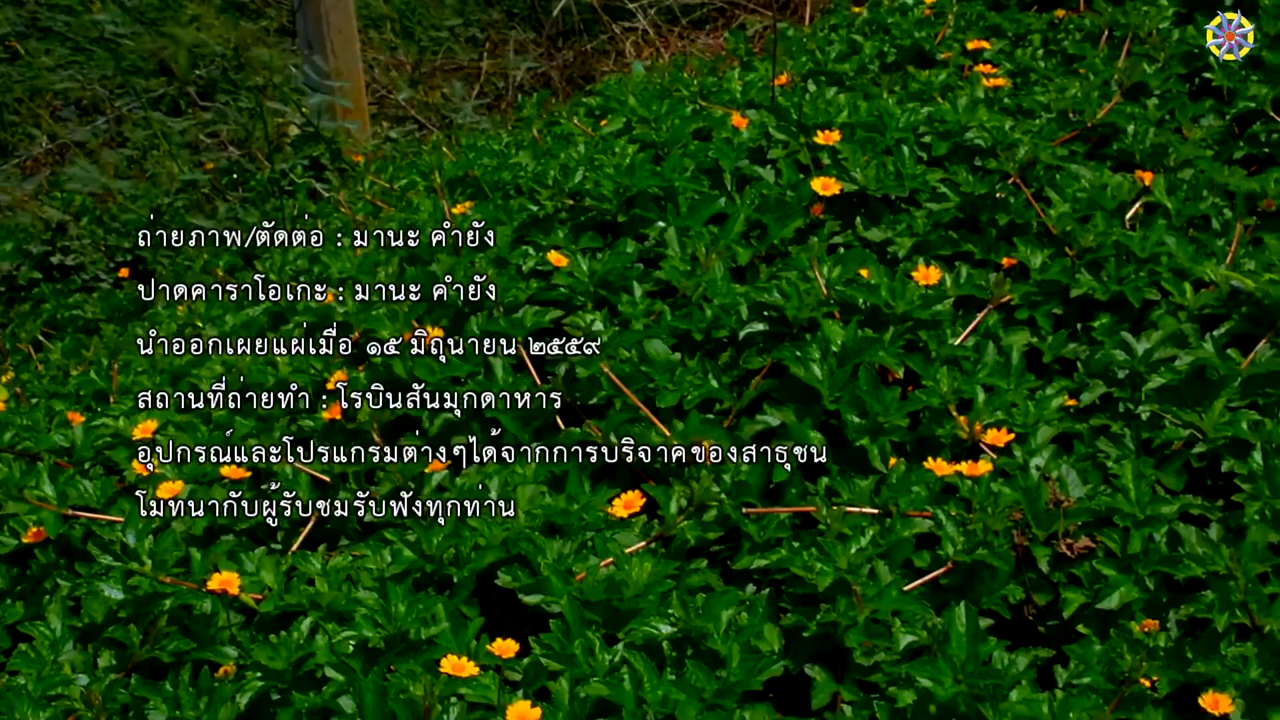 ถ่ายภาพ/ตัดต่อ : มานะ คำยัง
ปาดคาราโอเกะ : มานะ คำยัง
นำออกเผยแผ่เมื่อ ๑๕ มิถุนายน ๒๕๕๙
สถานที่ถ่ายทำ : โรบินสันมุกดาหาร
อุปกรณ์และโปรแกรมต่างๆได้จากการบริจาคของสาธุชน
โมทนากับผู้รับชมรับฟังทุกท่าน